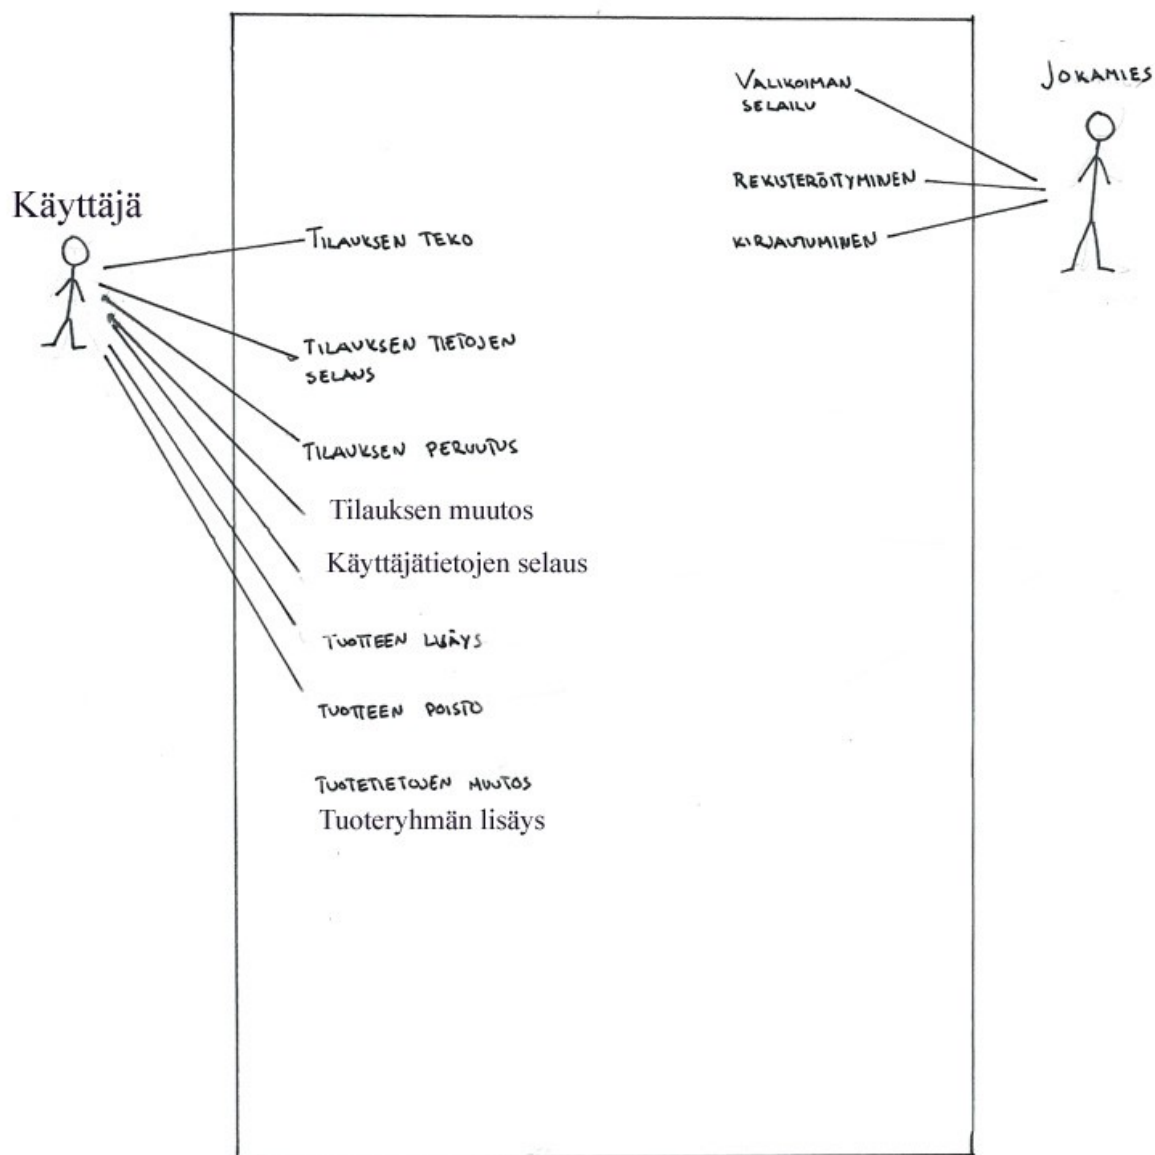 VALIKOIMAN
SELAILU
JOKAMIES
REKISTERÖITYMINEN
KIRJAUTUMINEN
Käyttäjä
TILAUKSEN TEKO
TILAUKSEN TIETOJEN
SELAUS
TILAUKSEN PERUUTUS
Tilauksen muutos
Käyttäjätietojen selaus
TUOTTEEN LISÄYS
TUOTTEEN POISTO
TUOTETIETOJEN MUUTOS
Tuoteryhmän lisäys